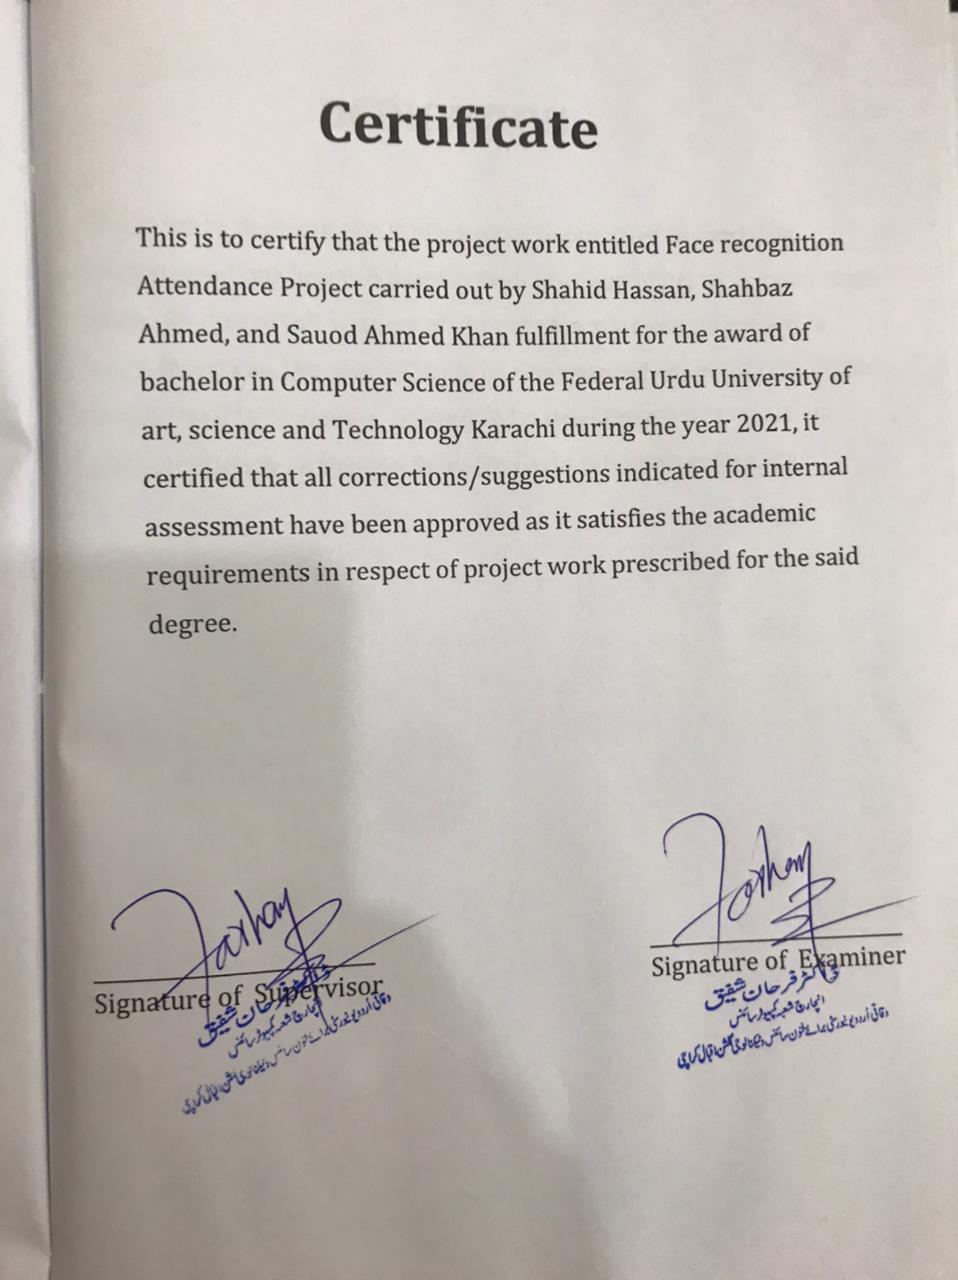 Certificate
This is to certify that the project work entitled Face recognition
Attendance Project carried out by Shahid Hassan, Shahbaz
Ahmed, and Sauod Ahmed Khan fulfillment for the award of
bachelor in Computer Science of the Federal Urdu University of
art, science and Technology Karachi during the year 2021, it
certified that all corrections/suggestions indicated for internal
assessment have been approved as it satisfies the academic
requirements in respect of project work prescribed for the said
degree.
Farhan
Signature of Supervisor
ڈاکٹر فرحان شفیق
انچارج شعبہ کمپیوٹر سائنس
وفاقی اردو یونیورسٹی برائے فنون سائنس وٹیکنالوجی گلشن اقبال کراچی
Farhan
Signature of Examiner
ڈاکٹر فرحان شفیق
انچارج شعبہ کمپیوٹر سائنس
وفاقی اردو یونیورسٹی برائے فنون سائنس وٹیکنالوجی گلشن اقبال کراچی